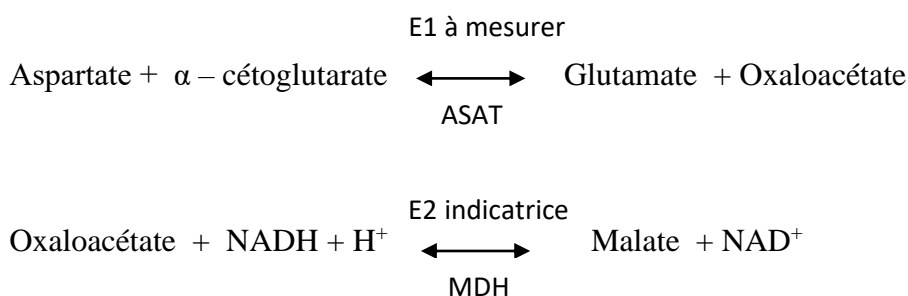 E1 à mesurer
Aspartate + α – cétoglutarate ⟷ Glutamate + Oxaloacétate
ASAT
E2 indicatrice
Oxaloacétate + NADH + H⁺ ⟷ Malate + NAD⁺
MDH